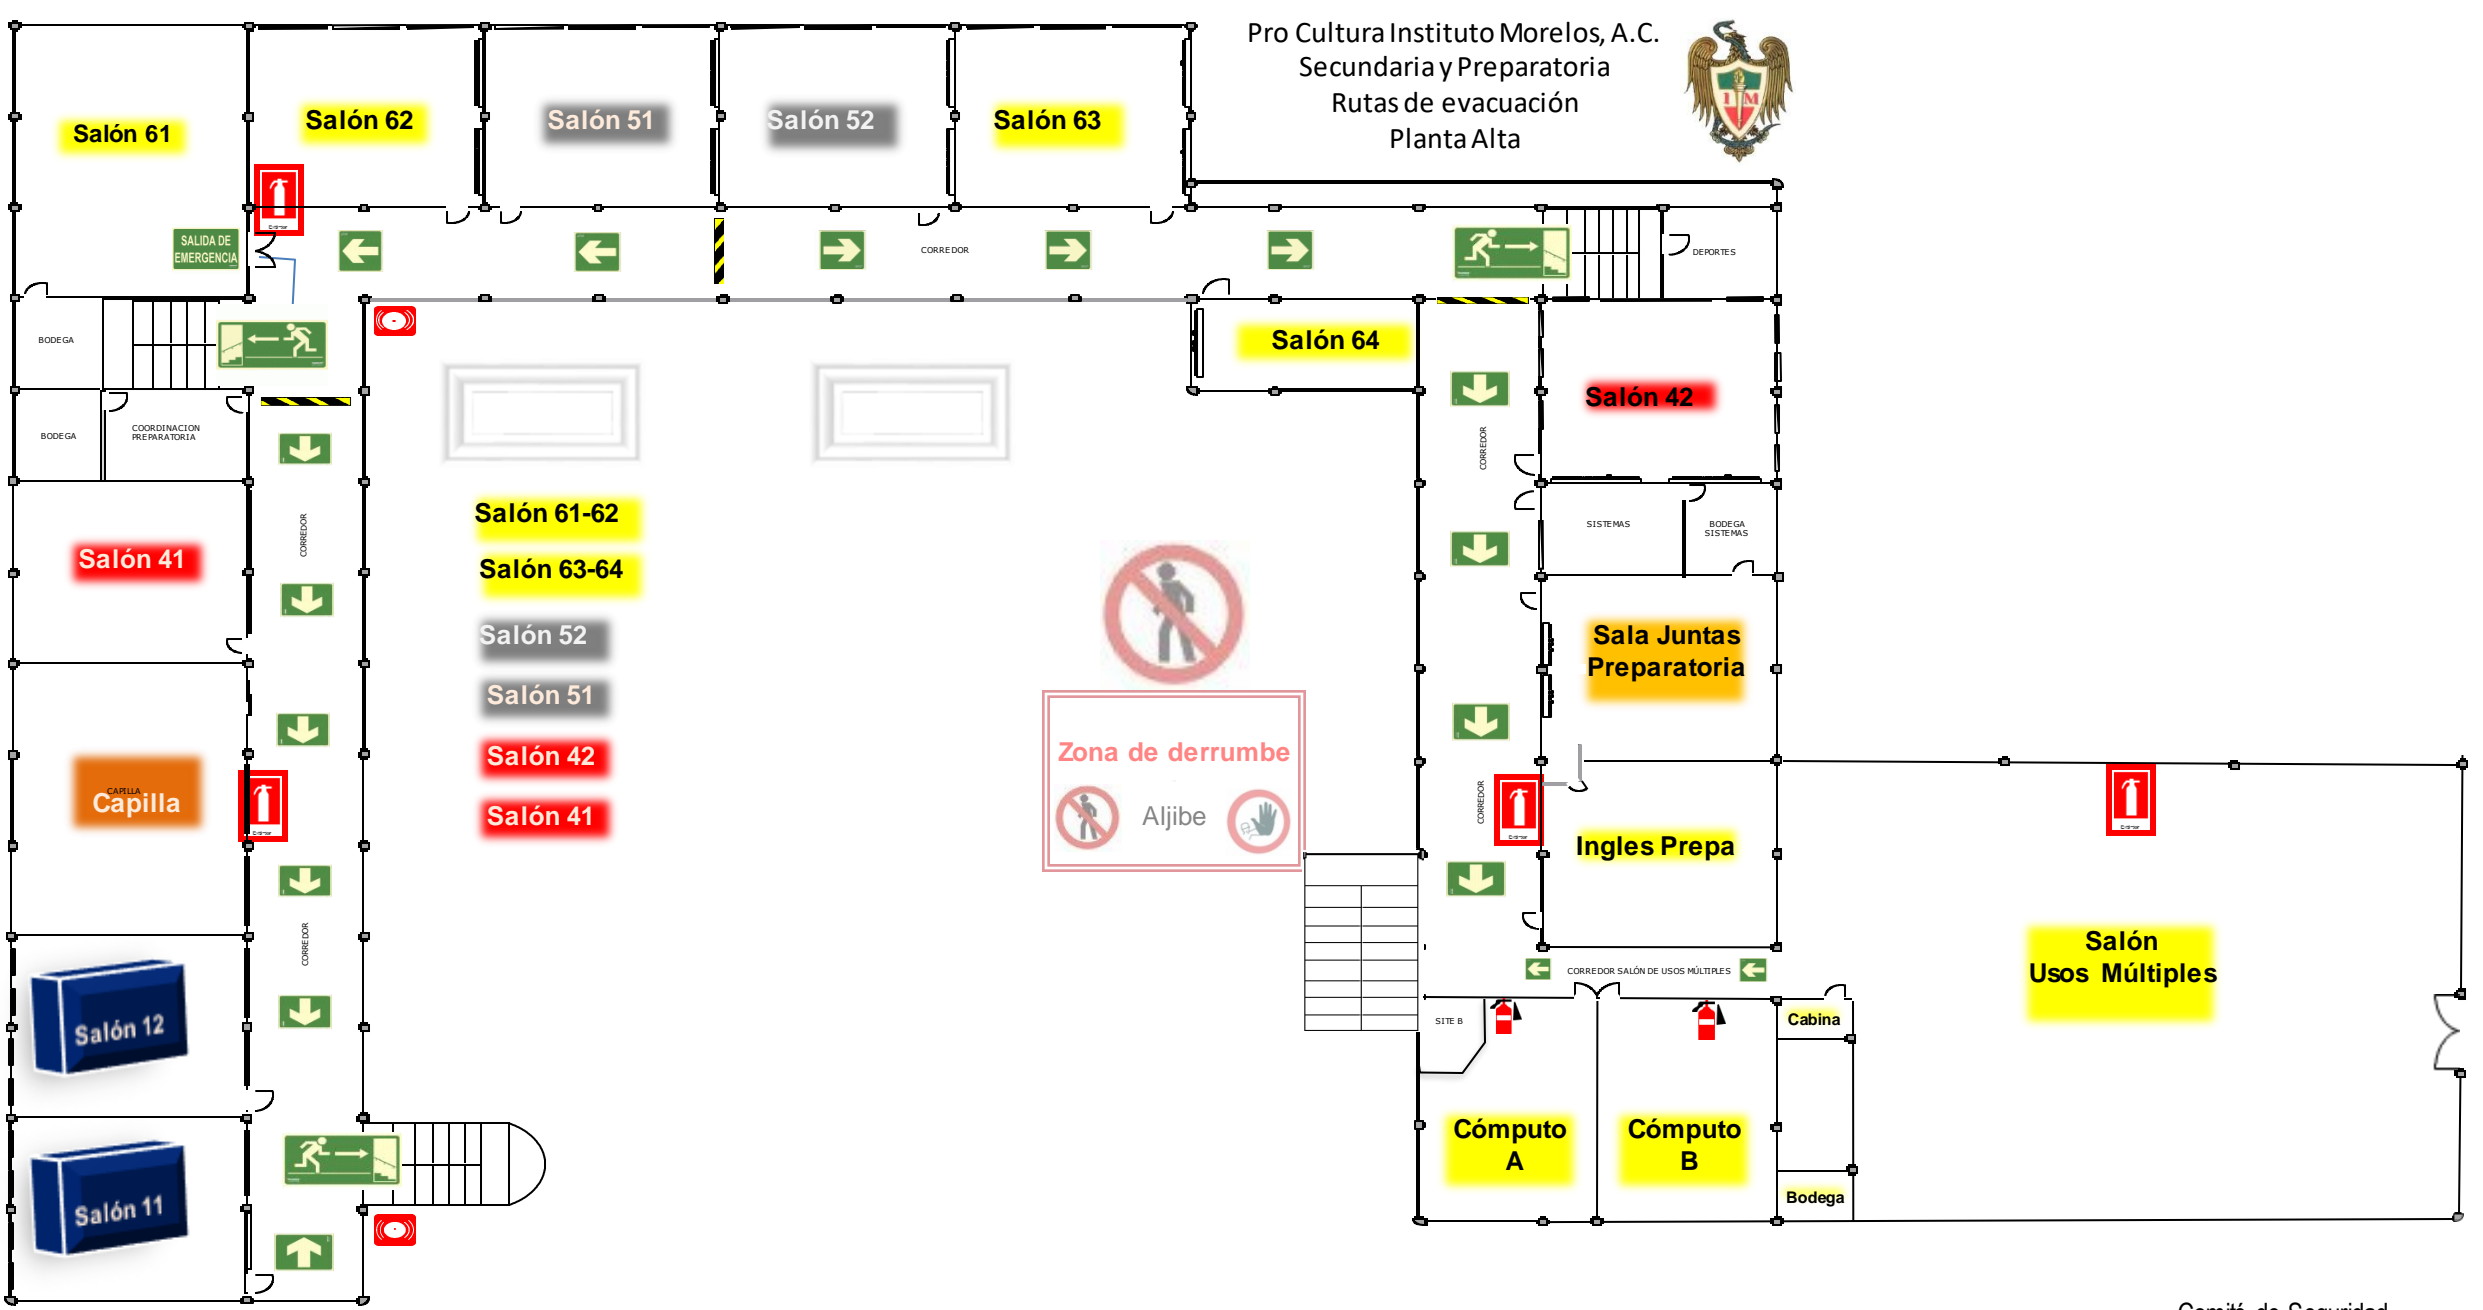 Pro Cultura Instituto Morelos, A.C.
Secundaria y Preparatoria
Rutas de evacuación
Planta Alta
I M
Salón 61
Salón 62
Salón 51
Salón 52
Salón 63
SALIDA DE
EMERGENCIA
CORREDOR
DEPORTES
BODEGA
Salón 64
Salón 42
BODEGA
COORDINACION
PREPARATORIA
CORREDOR
CORREDOR
Salón 61-62
Salón 63-64
Salón 52
Salón 51
Salón 42
Salón 41
Salón 41
SISTEMAS
BODEGA
SISTEMAS
Sala Juntas
Preparatoria
Zona de derrumbe
Aljibe
CAPILLA
Capilla
CORREDOR
Ingles Prepa
Salón
Usos Múltiples
CORREDOR
CORREDOR SALÓN DE USOS MÚLTIPLES
SITE B
Cabina
Salón 12
Cómputo
A
Cómputo
B
Bodega
Salón 11
Comité de Seguridad